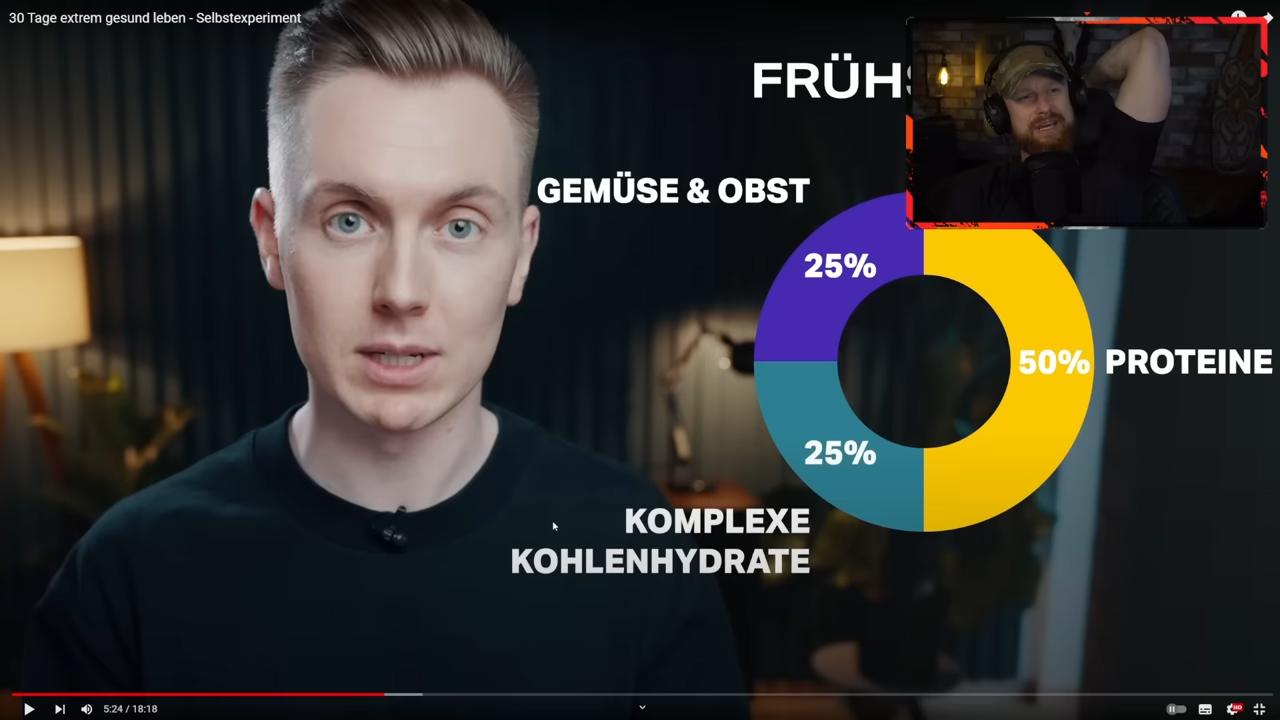 30 Tage extrem gesund leben - Selbstexperiment
FRÜHS
GEMÜSE & OBST
25%
50% PROTEINE
25%
KOMPLEXE
KOHLENHYDRATE
5:24 / 18:18
HD